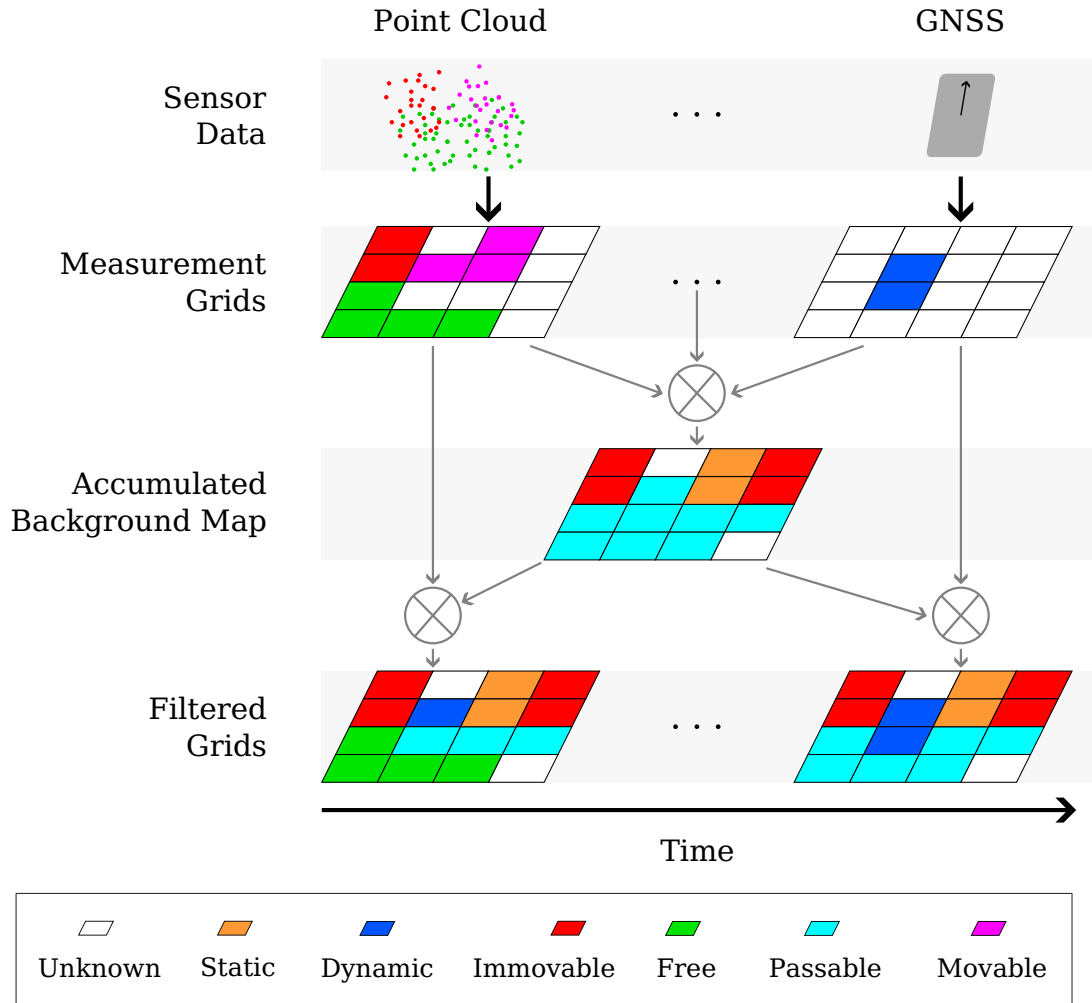 Point Cloud
GNSS
Sensor
Data
. . .
Measurement
Grids
. . .
Accumulated
Background Map
Filtered
Grids
. . .
Time
Unknown
Static
Dynamic
Immovable
Free
Passable
Movable